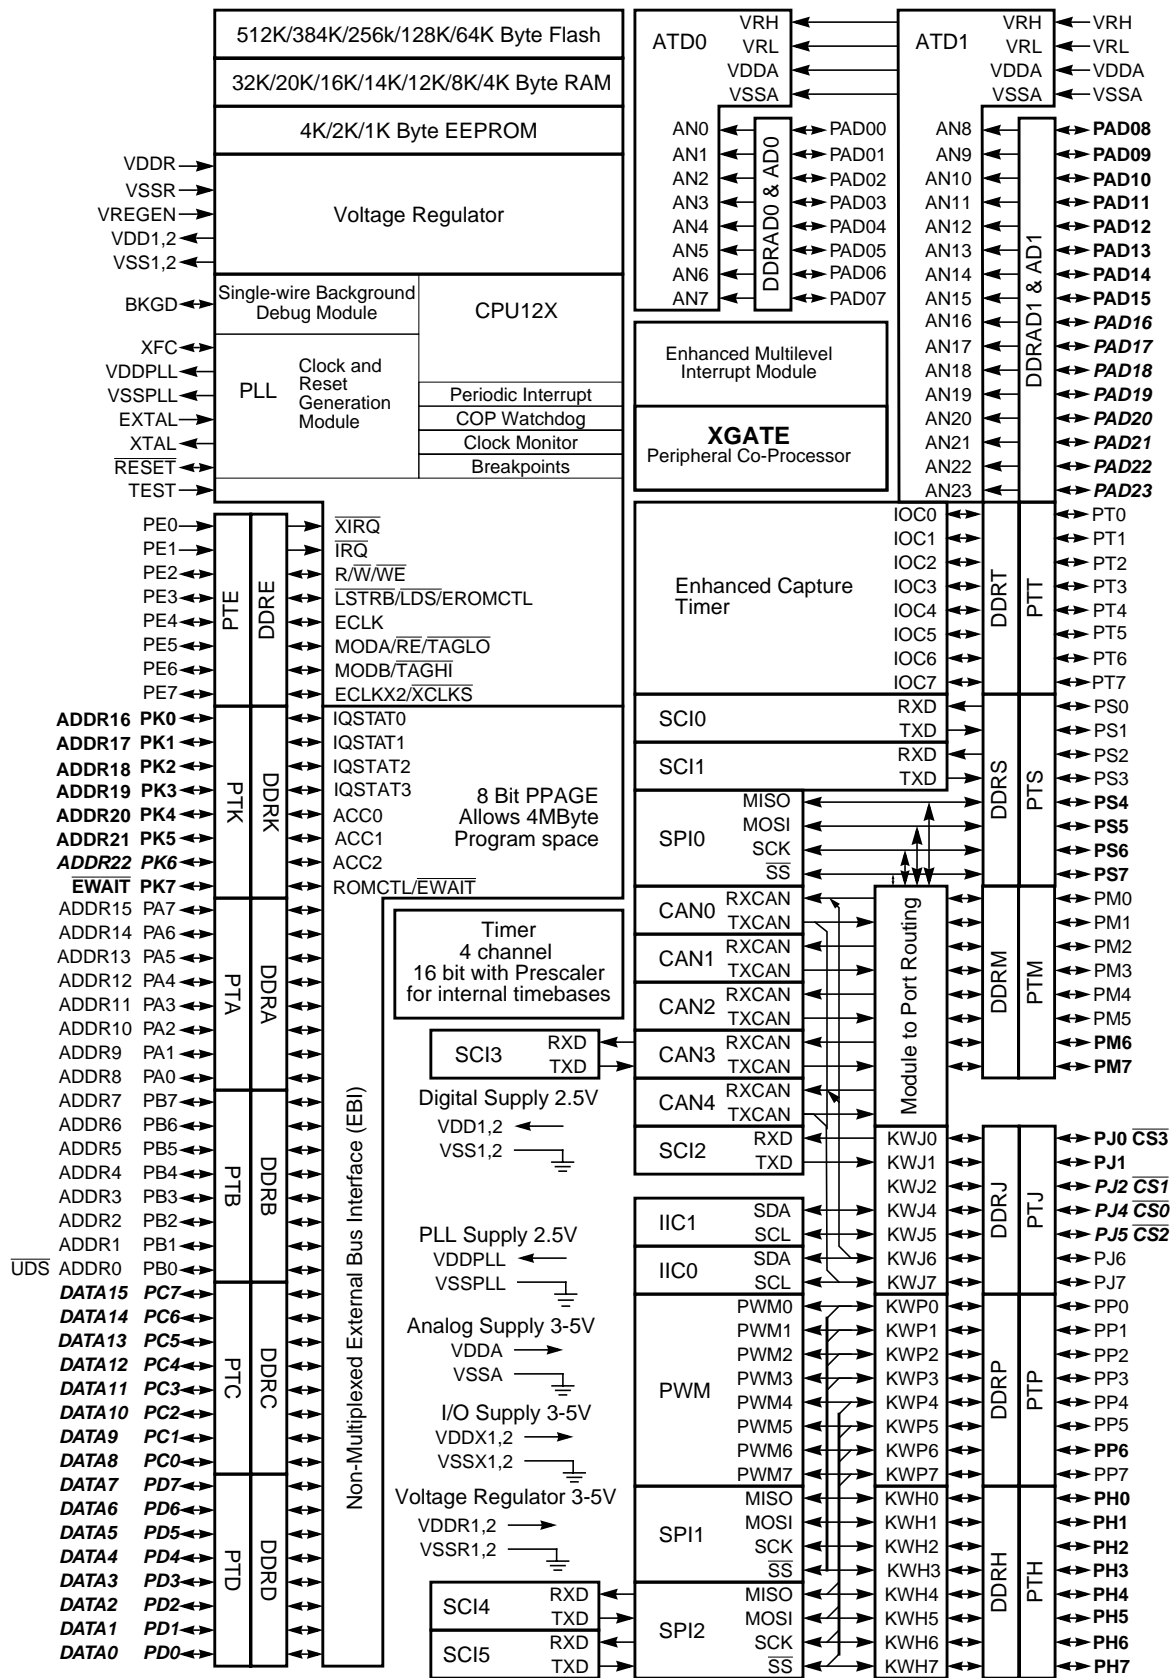 512K/384K/256k/128K/64K Byte Flash
32K/20K/16K/14K/12K/8K/4K Byte RAM
4K/2K/1K Byte EEPROM
VDDR
VSSR
VREGEN
VDD1,2
VSS1,2
Voltage Regulator
BKGD
Single-wire Background
Debug Module
CPU12X
XFC
VDDPLL
VSSPLL
EXTAL
XTAL
RESET
TEST
PLL
Clock and
Reset
Generation
Module
Periodic Interrupt
COP Watchdog
Clock Monitor
Breakpoints
PE0
PE1
PE2
PE3
PE4
PE5
PE6
PE7
PTE
DDRE
XIRQ
IRQ
R/W/WE
LSTRB/LDS/EROMCTL
ECLK
MODA/RE/TAGLO
MODB/TAGHI
ECLKX2/XCLKS
ADDR16 PK0
ADDR17 PK1
ADDR18 PK2
ADDR19 PK3
ADDR20 PK4
ADDR21 PK5
ADDR22 PK6
EWAIT PK7
PTK
DDRK
IQSTAT0
IQSTAT1
IQSTAT2
IQSTAT3
ACC0
ACC1
ACC2
ROMCTL/EWAIT
8 Bit PPAGE
Allows 4MByte
Program space
ADDR15 PA7
ADDR14 PA6
ADDR13 PA5
ADDR12 PA4
ADDR11 PA3
ADDR10 PA2
ADDR9 PA1
ADDR8 PA0
PTA
DDRA
ADDR7 PB7
ADDR6 PB6
ADDR5 PB5
ADDR4 PB4
ADDR3 PB3
ADDR2 PB2
ADDR1 PB1
UDS ADDR0 PB0
PTB
DDRB
DATA15 PC7
DATA14 PC6
DATA13 PC5
DATA12 PC4
DATA11 PC3
DATA10 PC2
DATA9 PC1
DATA8 PC0
PTC
DDRC
DATA7 PD7
DATA6 PD6
DATA5 PD5
DATA4 PD4
DATA3 PD3
DATA2 PD2
DATA1 PD1
DATA0 PD0
PTD
DDRD
Non-Multiplexed External Bus Interface (EBI)
Timer
4 channel
16 bit with Prescaler
for internal timebases
SCI3
RXD
TXD
Digital Supply 2.5V
VDD1,2
VSS1,2
PLL Supply 2.5V
VDDPLL
VSSPLL
Analog Supply 3-5V
VDDA
VSSA
I/O Supply 3-5V
VDDX1,2
VSSX1,2
Voltage Regulator 3-5V
VDDR1,2
VSSR1,2
SCI4
RXD
TXD
SCI5
RXD
TXD
ATD0
VRH
VRL
VDDA
VSSA
AN0
AN1
AN2
AN3
AN4
AN5
AN6
AN7
DDRAD0 & AD0
PAD00
PAD01
PAD02
PAD03
PAD04
PAD05
PAD06
PAD07
ATD1
VRH
VRL
VDDA
VSSA
VRH
VRL
VDDA
VSSA
AN8
AN9
AN10
AN11
AN12
AN13
AN14
AN15
AN16
AN17
AN18
AN19
AN20
AN21
AN22
AN23
DDRAD1 & AD1
PAD08
PAD09
PAD10
PAD11
PAD12
PAD13
PAD14
PAD15
PAD16
PAD17
PAD18
PAD19
PAD20
PAD21
PAD22
PAD23
Enhanced Multilevel
Interrupt Module
XGATE
Peripheral Co-Processor
Enhanced Capture
Timer
IOC0
IOC1
IOC2
IOC3
IOC4
IOC5
IOC6
IOC7
DDRT
PTT
PT0
PT1
PT2
PT3
PT4
PT5
PT6
PT7
SCI0
RXD
TXD
SCI1
RXD
TXD
SPI0
MISO
MOSI
SCK
SS
DDRS
PTS
PS0
PS1
PS2
PS3
PS4
PS5
PS6
PS7
CAN0
RXCAN
TXCAN
CAN1
RXCAN
TXCAN
CAN2
RXCAN
TXCAN
CAN3
RXCAN
TXCAN
CAN4
RXCAN
TXCAN
Module to Port Routing
DDRM
PTM
PM0
PM1
PM2
PM3
PM4
PM5
PM6
PM7
SCI2
RXD
TXD
IIC1
SDA
SCL
IIC0
SDA
SCL
KWJ0
KWJ1
KWJ2
KWJ4
KWJ5
KWJ6
KWJ7
DDRJ
PTJ
PJ0 CS3
PJ1
PJ2 CS1
PJ4 CS0
PJ5 CS2
PJ6
PJ7
PWM
PWM0
PWM1
PWM2
PWM3
PWM4
PWM5
PWM6
PWM7
KWP0
KWP1
KWP2
KWP3
KWP4
KWP5
KWP6
KWP7
DDRP
PTP
PP0
PP1
PP2
PP3
PP4
PP5
PP6
PP7
SPI1
MISO
MOSI
SCK
SS
SPI2
MISO
MOSI
SCK
SS
KWH0
KWH1
KWH2
KWH3
KWH4
KWH5
KWH6
KWH7
DDRH
PTH
PH0
PH1
PH2
PH3
PH4
PH5
PH6
PH7